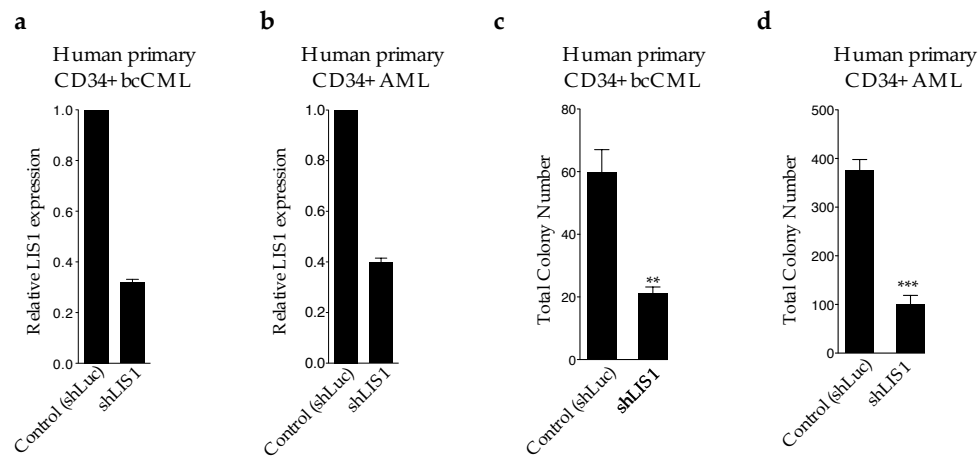 a
Human primary
CD34+ bcCML
Relative LIS1 expression
1.0
0.8
0.6
0.4
0.2
0.0
Control (shLuc)
shLIS1
b
Human primary
CD34+ AML
Relative LIS1 expression
1.0
0.8
0.6
0.4
0.2
0.0
Control (shLuc)
shLIS1
c
Human primary
CD34+ bcCML
Total Colony Number
80
60
40
20
0
**
Control (shLuc)
shLIS1
d
Human primary
CD34+ AML
Total Colony Number
500
400
300
200
100
0
***
Control (shLuc)
shLIS1